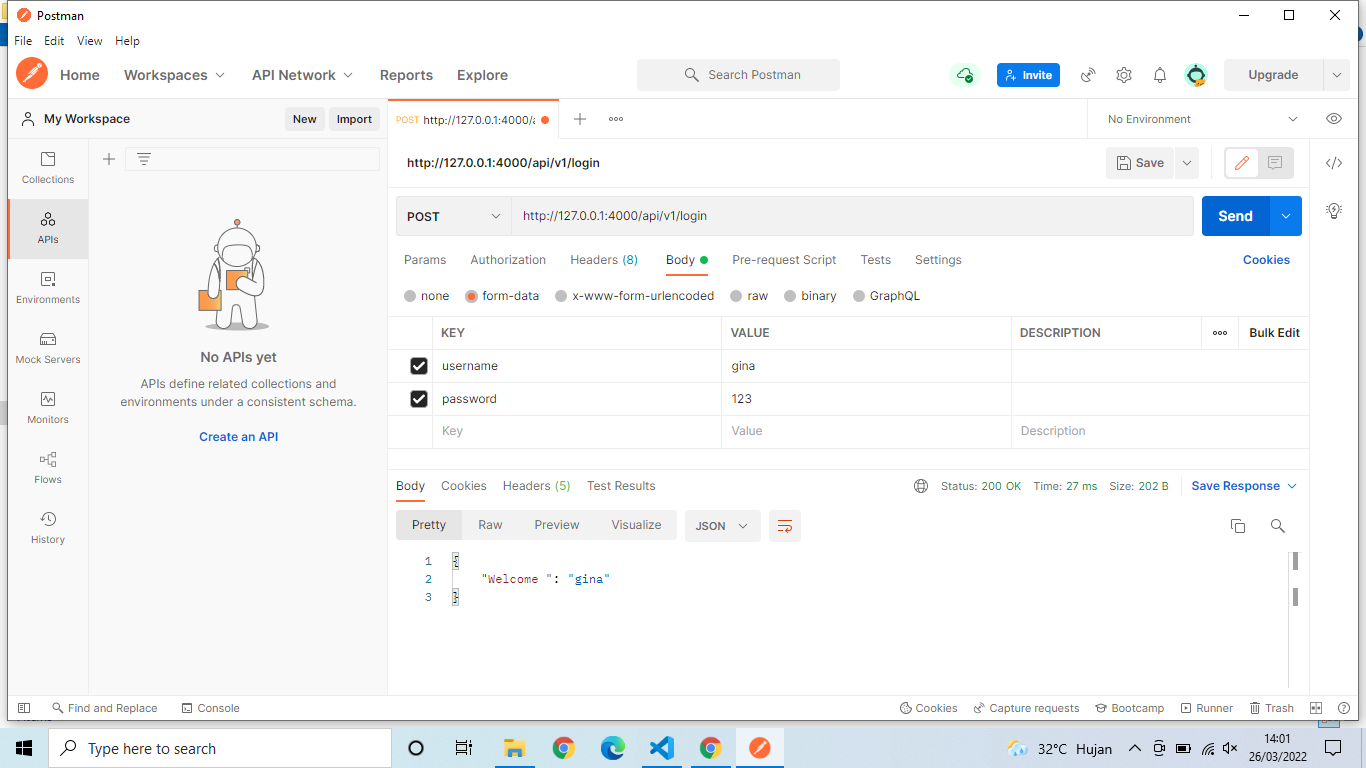 Postman
File Edit View Help
Home Workspaces API Network Reports Explore Search Postman Invite Upgrade
My Workspace New Import POST http://127.0.0.1:4000/a No Environment
http://127.0.0.1:4000/api/v1/login Save
Collections
APIs
Environments
Mock Servers
Monitors
Flows
History
No APIs yet
APIs define related collections and
environments under a consistent schema.
Create an API
POST http://127.0.0.1:4000/api/v1/login Send
Params Authorization Headers (8) Body Pre-request Script Tests Settings Cookies
none form-data x-www-form-urlencoded raw binary GraphQL
KEY VALUE DESCRIPTION Bulk Edit
username gina
password 123
Key Value Description
Body Cookies Headers (5) Test Results Status: 200 OK Time: 27 ms Size: 202 B Save Response
Pretty Raw Preview Visualize JSON
1 {
2 "Welcome ": "gina"
3 }
Find and Replace Console Cookies Capture requests Bootcamp Runner Trash
Type here to search 32°C Hujan 14:01
26/03/2022